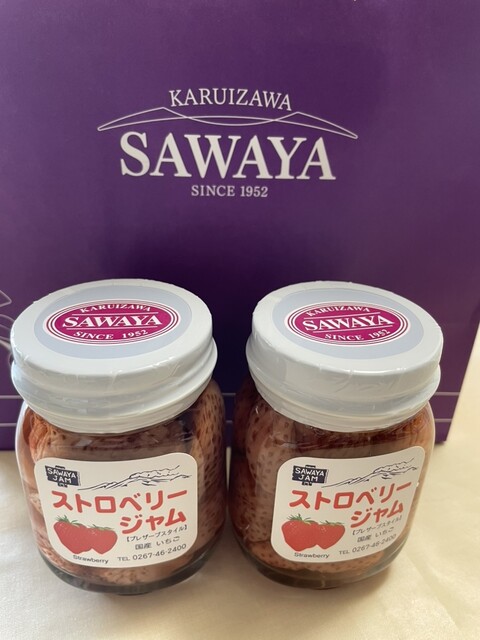 KARUIZAWA
SAWAYA
SINCE 1952
KARUIZAWA
SAWAYA
SINCE 1952
KARUIZAWA
SAWAYA
SINCE 1952
SAWAYA
JAM
ストロベリー
ジャム
【プレザーブスタイル】
国産 いちご
Strawberry
TEL 0267-46-2400
SAWAYA
JAM
ストロベリー
ジャム
【プレザーブスタイル】
国産 いちご
Strawberry
TEL 0267-46-2400